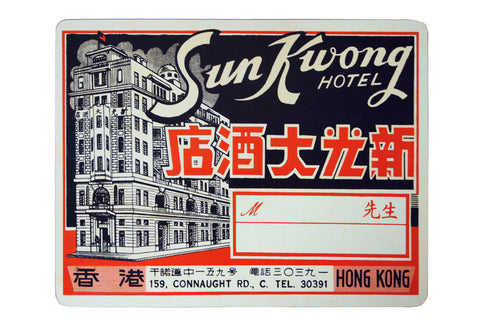 Sun Kwong
HOTEL
店酒大光新
M 先生
香港 干諾道中一五九号 電話三〇三九一 HONG KONG
159, CONNAUGHT RD., C. TEL. 30391